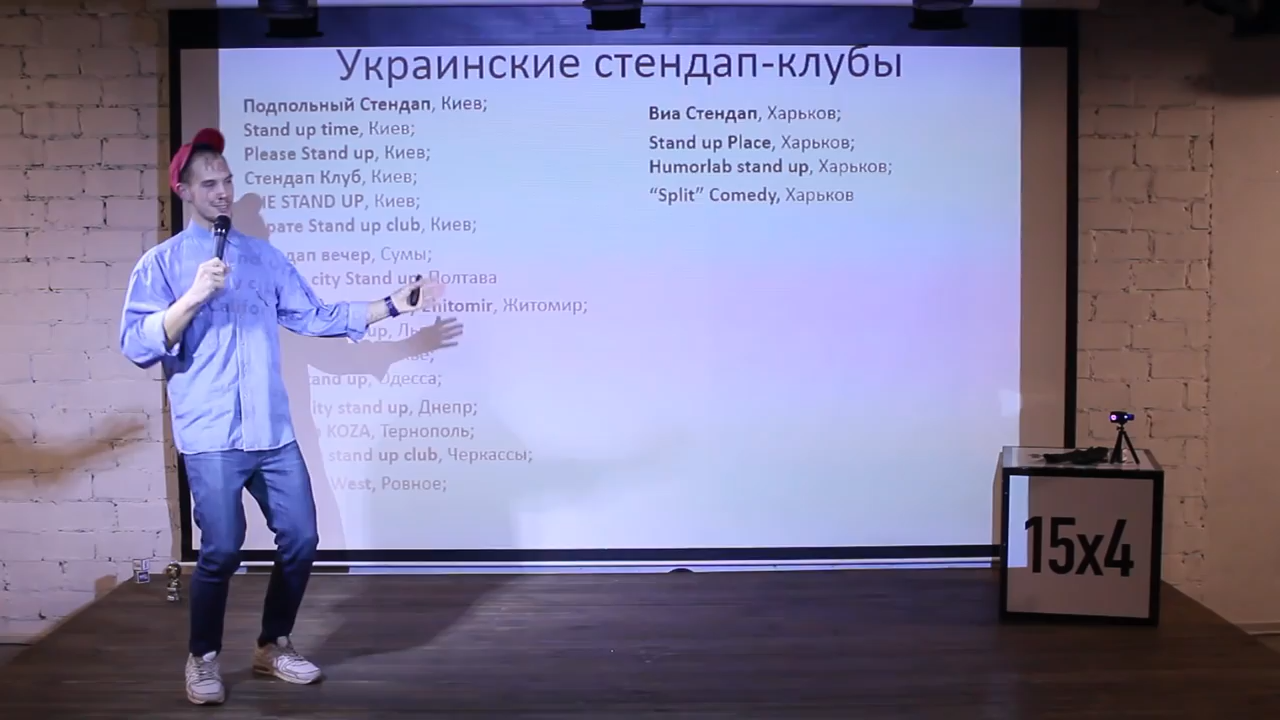 Украинские стендап-клубы
Подпольный Стендап, Киев;
Stand up time, Киев;
Please Stand up, Киев;
Стендап Клуб, Киев;
STAND UP, Киев;
Stand up club, Киев;
вечер, Сумы;
city Stand up, Полтава
Zhitomir, Житомир;
up,
stand up, Одесса;
city stand up, Днепр;
KOZA, Тернополь;
stand up club, Черкассы;
West, Ровное;
Виа Стендап, Харьков;
Stand up Place, Харьков;
Humorlab stand up, Харьков;
“Split” Comedy, Харьков
15x4